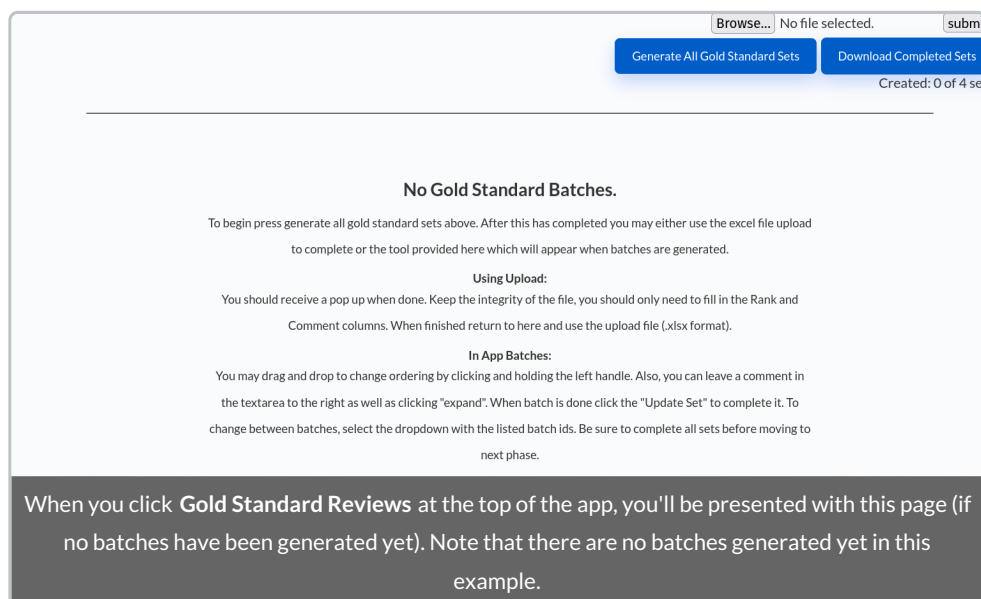 Browse... No file selected. subm
Generate All Gold Standard Sets Download Completed Sets
Created: 0 of 4 se
No Gold Standard Batches.
To begin press generate all gold standard sets above. After this has completed you may either use the excel file upload
to complete or the tool provided here which will appear when batches are generated.
Using Upload:
You should receive a pop up when done. Keep the integrity of the file, you should only need to fill in the Rank and
Comment columns. When finished return to here and use the upload file (.xlsx format).
In App Batches:
You may drag and drop to change ordering by clicking and holding the left handle. Also, you can leave a comment in
the textarea to the right as well as clicking "expand". When batch is done click the "Update Set" to complete it. To
change between batches, select the dropdown with the listed batch ids. Be sure to complete all sets before moving to
next phase.
When you click Gold Standard Reviews at the top of the app, you'll be presented with this page (if
no batches have been generated yet). Note that there are no batches generated yet in this
example.